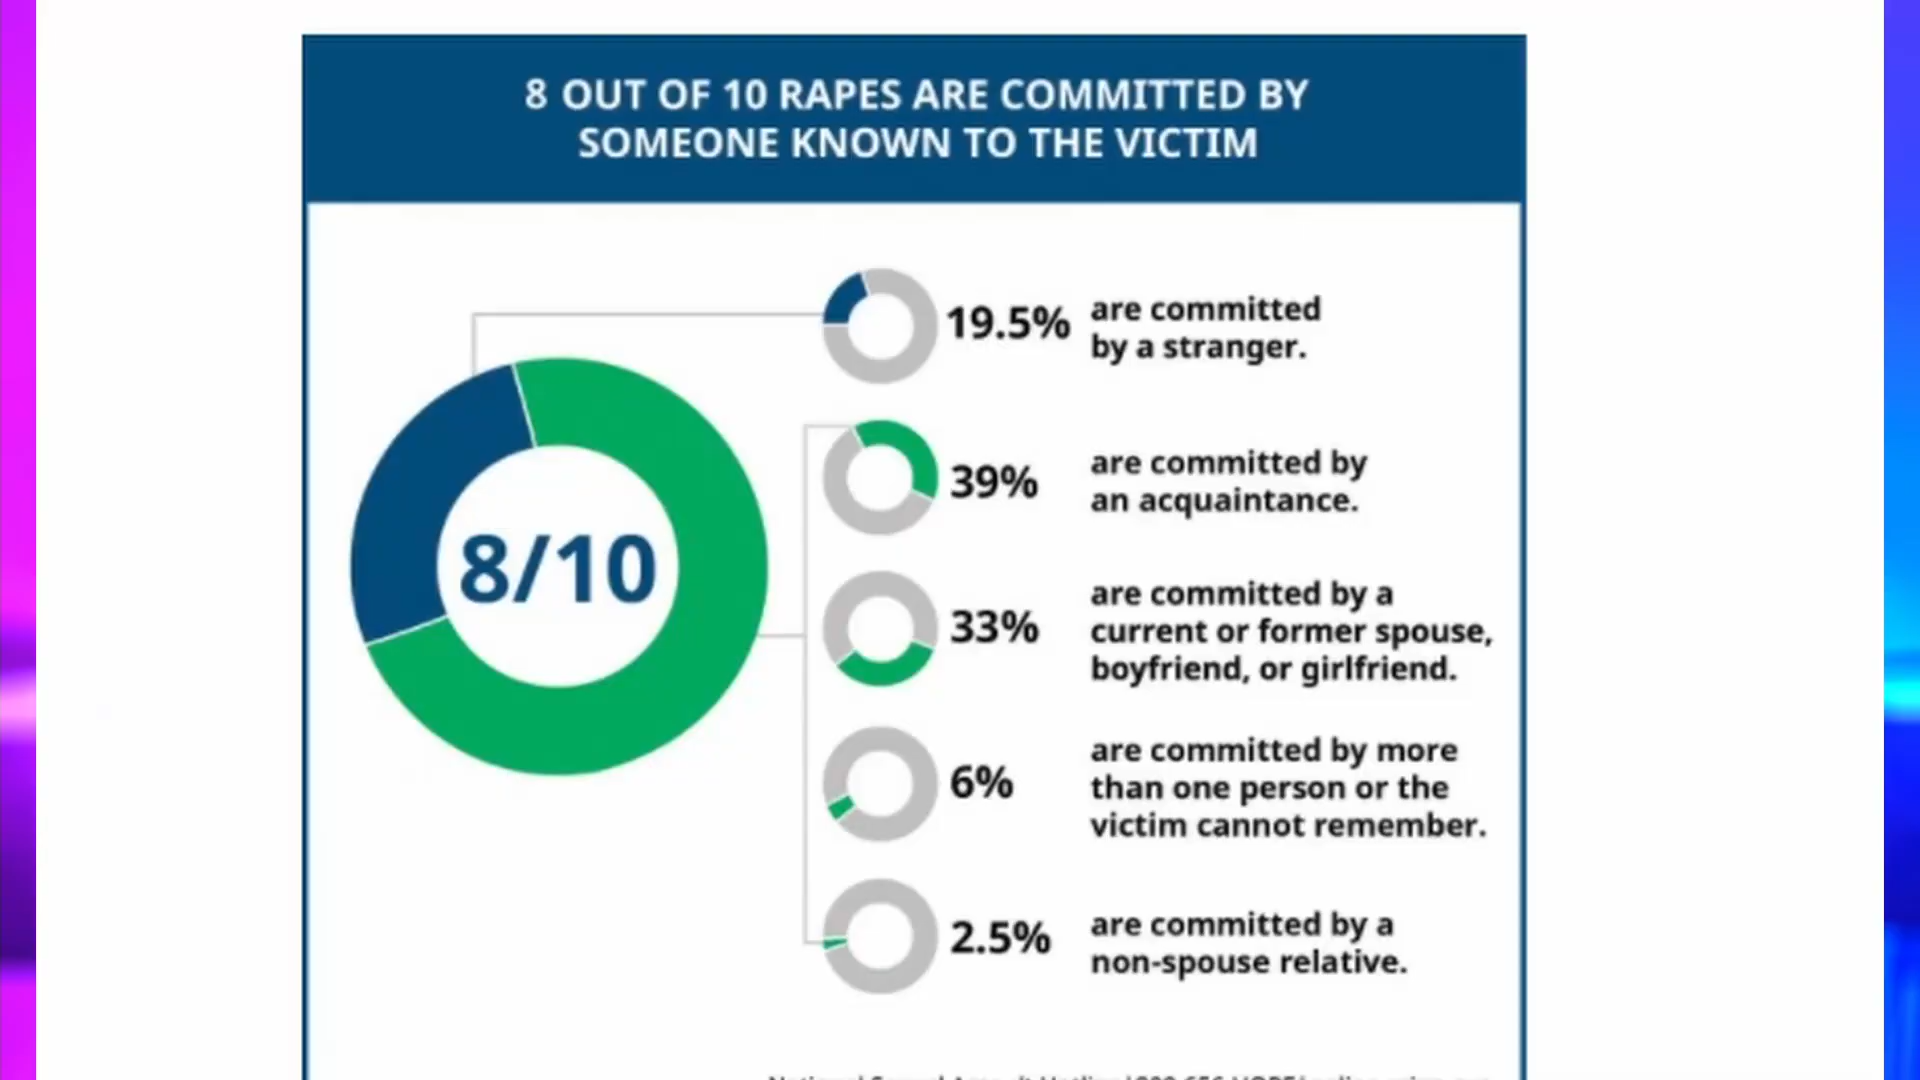 8 OUT OF 10 RAPES ARE COMMITTED BY
SOMEONE KNOWN TO THE VICTIM
8/10
19.5% are committed
by a stranger.
39% are committed by
an acquaintance.
33% are committed by a
current or former spouse,
boyfriend, or girlfriend.
6% are committed by more
than one person or the
victim cannot remember.
2.5% are committed by a
non-spouse relative.